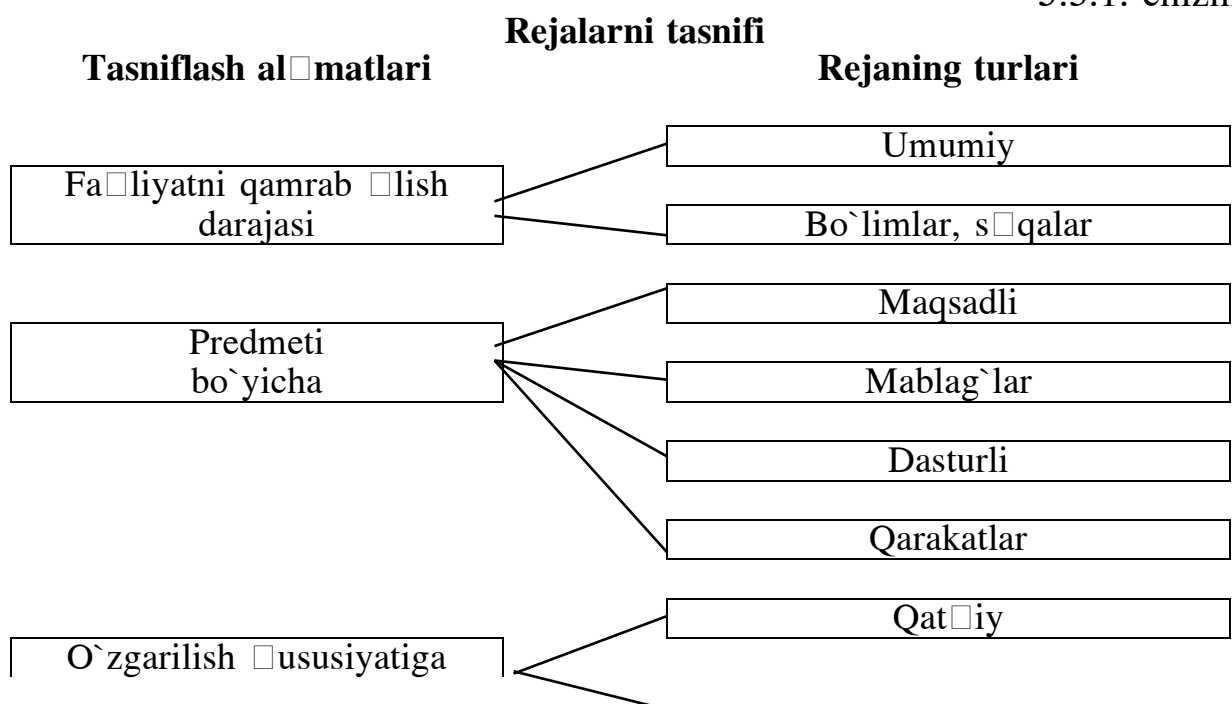 Rejalarni tasnifi
Tasniflash al□matlari
Rejaning turlari
Umumiy
Fa□liyatni qamrab □lish
darajasi
Bo`limlar, s□qalar
Maqsadli
Predmeti
bo`yicha
Mablag`lar
Dasturli
Qarakatlar
Qat□iy
O`zgarilish □ususiyatiga